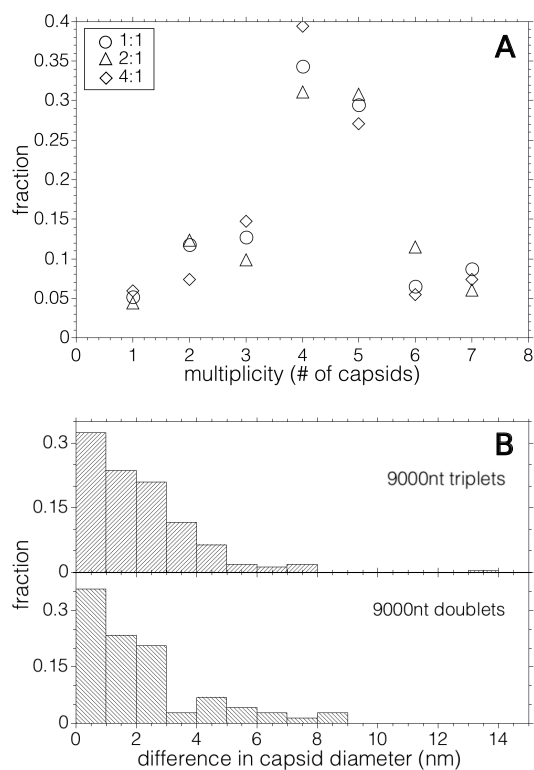 0.4
A
1:1
2:1
4:1
0.35
0.3
0.25
fraction
0.2
0.15
0.1
0.05
0
0 1 2 3 4 5 6 7 8
multiplicity (# of capsids)
B
0.3
9000nt triplets
0.15
0
fraction
9000nt doublets
0.3
0.15
0
0 2 4 6 8 10 12 14
difference in capsid diameter (nm)